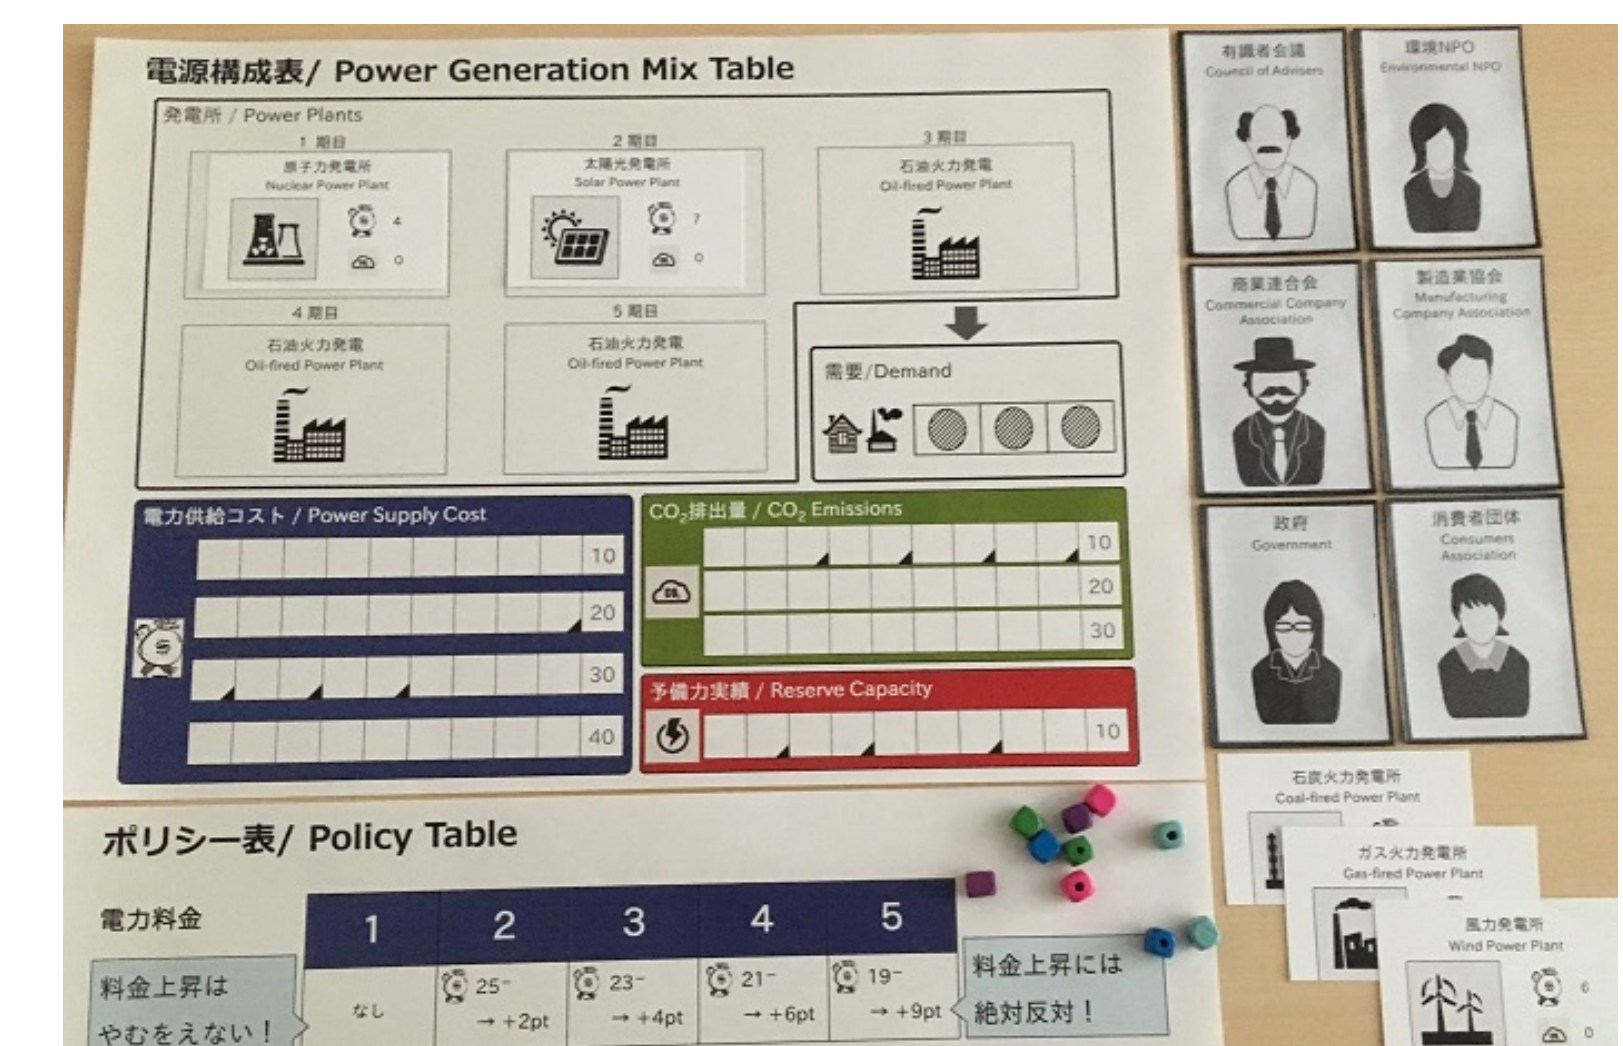 電源構成表/ Power Generation Mix Table
発電所 / Power Plants
1 期目
2 期目
3 期目
原子力発電所
Nuclear Power Plant
4
0
太陽光発電所
Solar Power Plant
7
0
石油火力発電
Oil-fired Power Plant
4 期目
5 期目
石油火力発電
Oil-fired Power Plant
石油火力発電
Oil-fired Power Plant
需要/Demand
電力供給コスト / Power Supply Cost
10
20
30
40
CO₂排出量 / CO₂ Emissions
CO₂
10
20
30
予備力実績 / Reserve Capacity
10
有識者会議
Council of Advisers
環境NPO
Environmental NPO
商業連合会
Commercial Company
Association
製造業協会
Manufacturing
Company Association
政府
Government
消費者団体
Consumers
Association
石炭火力発電所
Coal-fired Power Plant
ガス火力発電所
Gas-fired Power Plant
風力発電所
Wind Power Plant
6
0
ポリシー表/ Policy Table
電力料金
1
2
3
4
5
料金上昇は
やむをえない！
なし
25−
→ +2pt
23−
→ +4pt
21−
→ +6pt
19−
→ +9pt
料金上昇には
絶対反対！